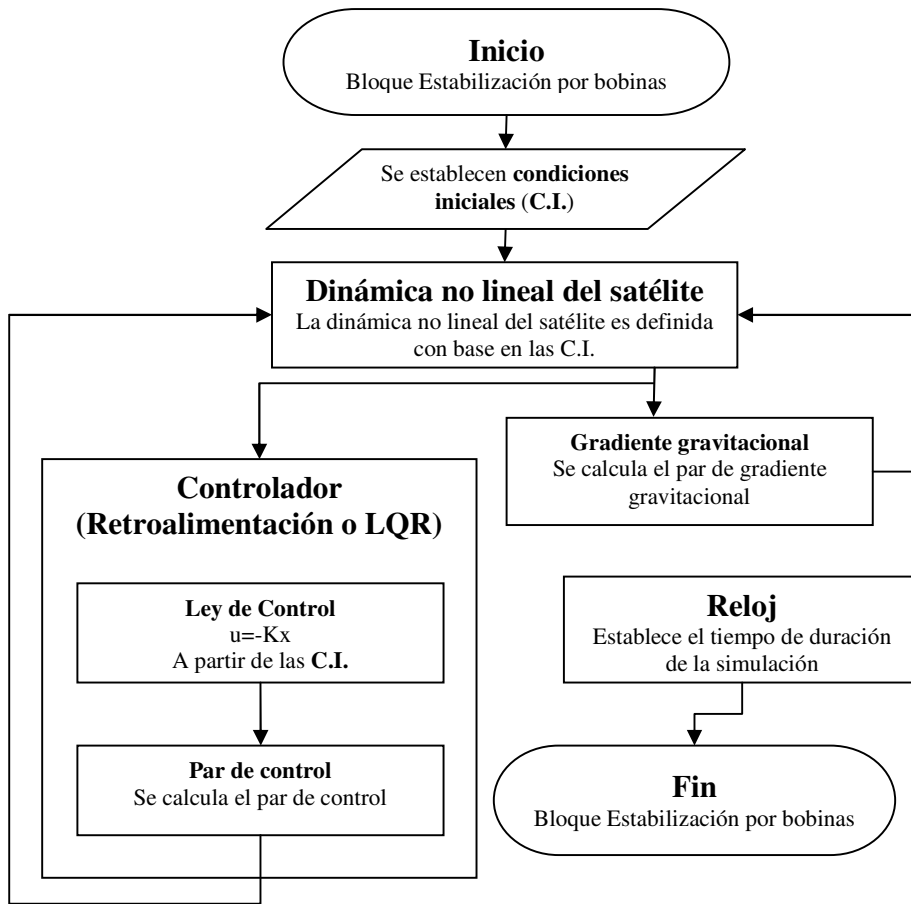 Inicio
Bloque Estabilización por bobinas
Se establecen condiciones
iniciales (C.I.)
Dinámica no lineal del satélite
La dinámica no lineal del satélite es definida
con base en las C.I.
Gradiente gravitacional
Se calcula el par de gradiente
gravitacional
Controlador
(Retroalimentación o LQR)
Ley de Control
u=-Kx
A partir de las C.I.
Par de control
Se calcula el par de control
Reloj
Establece el tiempo de duración
de la simulación
Fin
Bloque Estabilización por bobinas